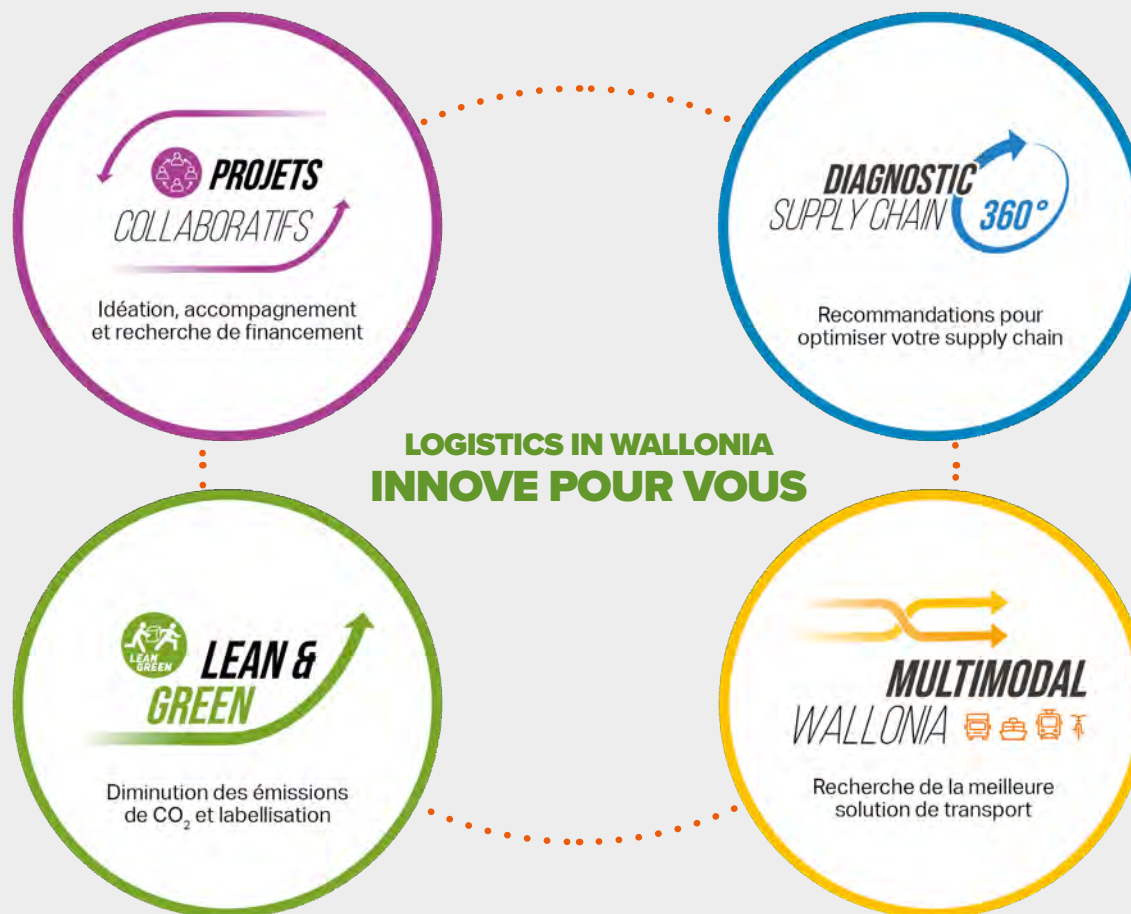 PROJETS
COLLABORATIFS
Idéation, accompagnement
et recherche de financement
DIAGNOSTIC
SUPPLY CHAIN 360°
Recommandations pour
optimiser votre supply chain
LOGISTICS IN WALLONIA
INNOVE POUR VOUS
LEAN
GREEN
LEAN &
GREEN
Diminution des émissions
de CO₂ et labellisation
MULTIMODAL
WALLONIA
Recherche de la meilleure
solution de transport